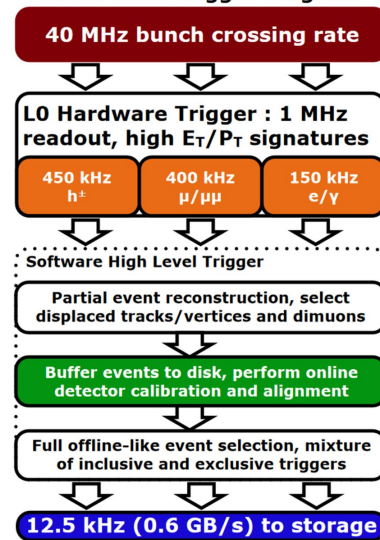 40 MHz bunch crossing rate
L0 Hardware Trigger : 1 MHz
readout, high E_T/P_T signatures
450 kHz
h±
400 kHz
μ/μμ
150 kHz
e/γ
Software High Level Trigger
Partial event reconstruction, select
displaced tracks/vertices and dimuons
Buffer events to disk, perform online
detector calibration and alignment
Full offline-like event selection, mixture
of inclusive and exclusive triggers
12.5 kHz (0.6 GB/s) to storage